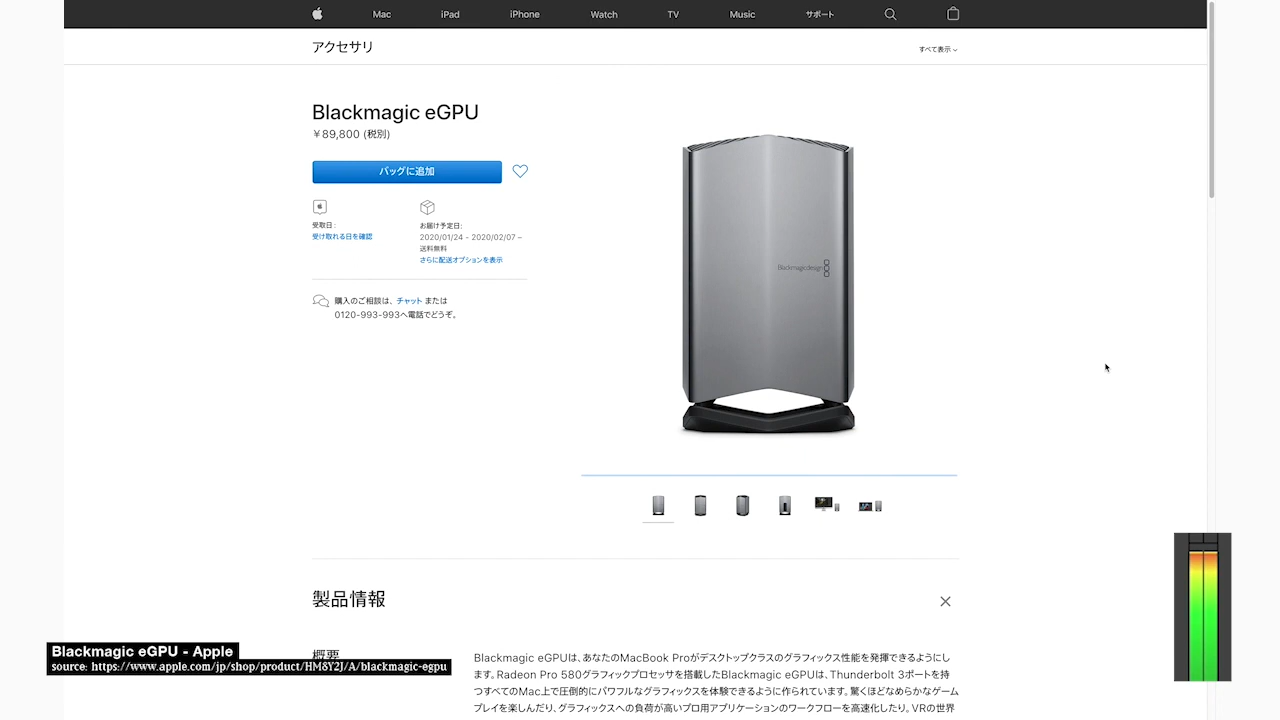 Mac iPad iPhone Watch TV Music サポート
アクセサリ
すべて表示
Blackmagic eGPU
¥89,800 (税別)
バッグに追加
受取日:
受け取れる日を確認
お届け予定日:
2020/01/24 – 2020/02/07 –
送料無料
さらに配送オプションを表示
購入のご相談は、チャット または
0120-993-993へ電話でどうぞ。
Blackmagicdesign
製品情報
概要
Blackmagic eGPUは、あなたのMacBook Proがデスクトップクラスのグラフィックス性能を発揮できるようにし
ます。Radeon Pro 580グラフィックプロセッサを搭載したBlackmagic eGPUは、Thunderbolt 3ポートを持
つすべてのMac上で圧倒的にパワフルなグラフィックスを体験できるように作られています。驚くほどなめらかなゲーム
プレイを楽しんだり、グラフィックスへの負荷が高いプロ用アプリケーションのワークフローを高速化したり。VRの世界
Blackmagic eGPU - Apple
source: https://www.apple.com/jp/shop/product/HM8Y2J/A/blackmagic-egpu